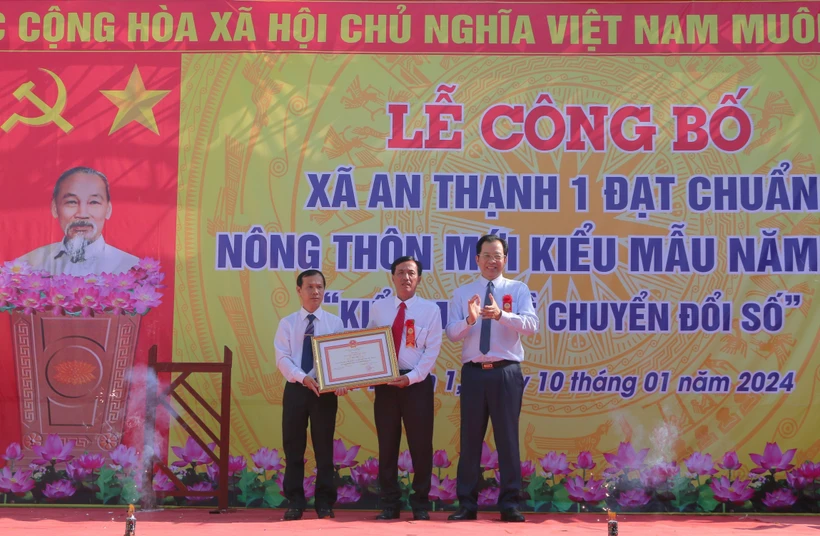 CỘNG HÒA XÃ HỘI CHỦ NGHĨA VIỆT NAM MUÔN
LỄ CÔNG BỐ
XÃ AN THẠNH 1 ĐẠT CHUẨN
NÔNG THÔN MỚI KIỂU MẪU NĂM
CHUYỂN ĐỔI SỐ”
10 tháng 01 năm 2024